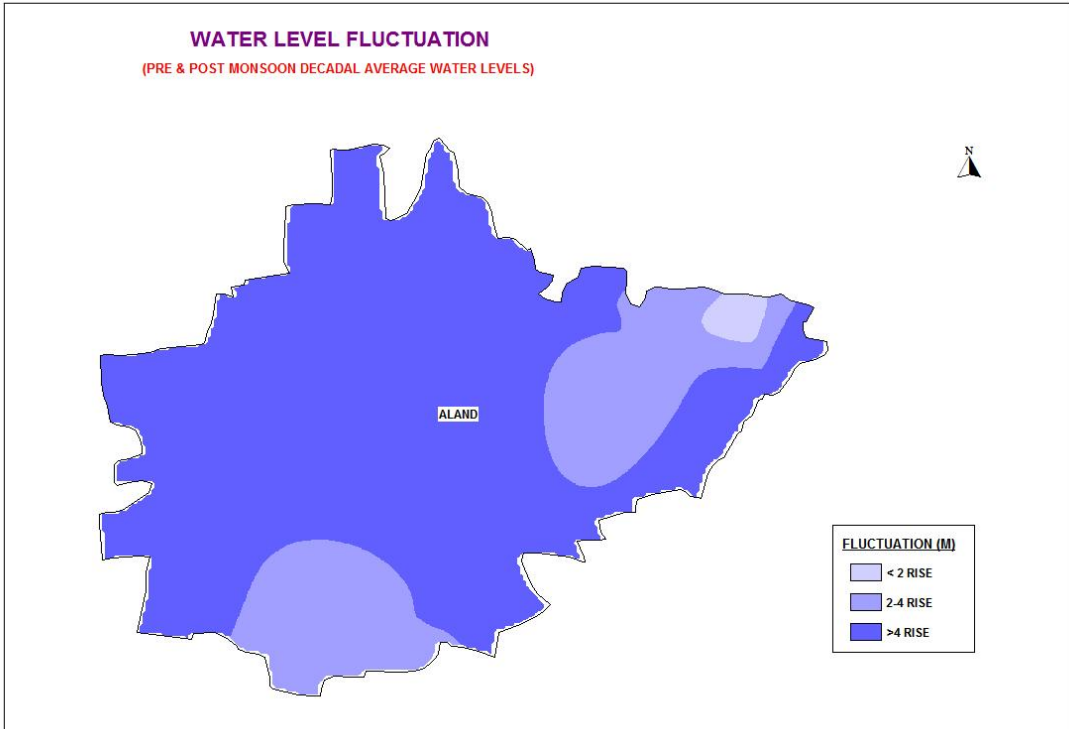 WATER LEVEL FLUCTUATION
(PRE & POST MONSOON DECADAL AVERAGE WATER LEVELS)
N
ALAND
FLUCTUATION (M)
< 2 RISE
2-4 RISE
>4 RISE